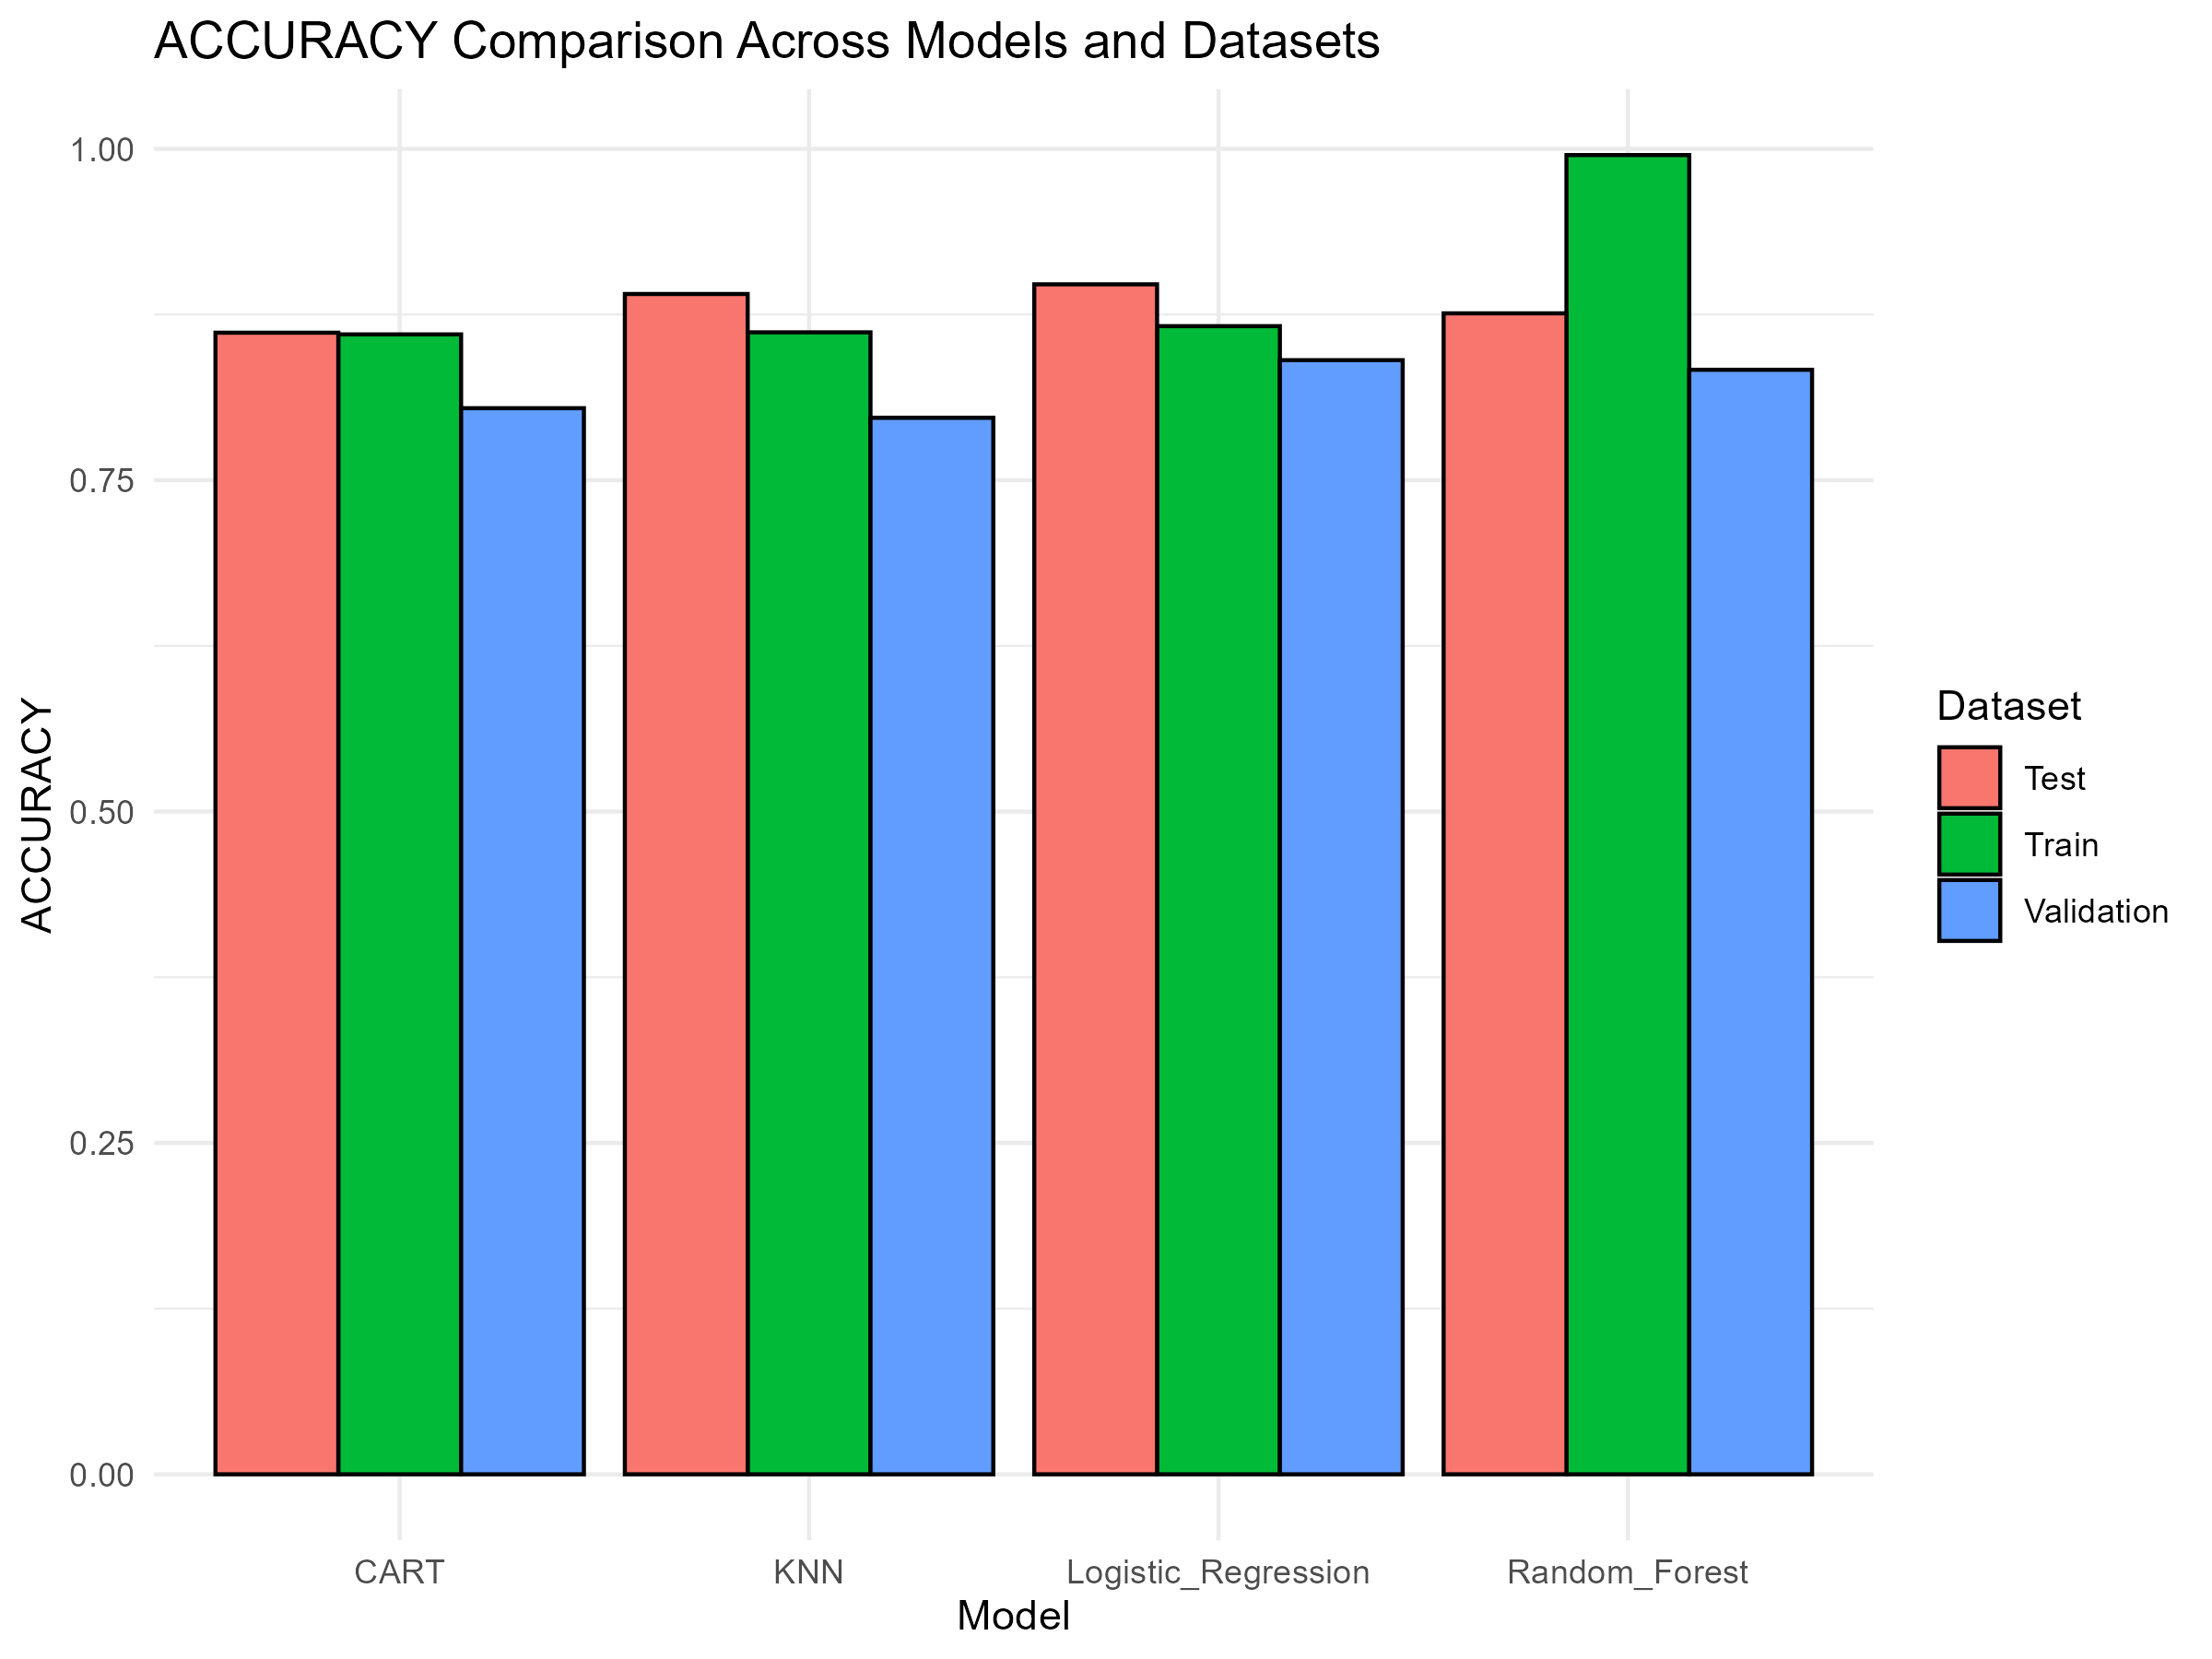 ACCURACY Comparison Across Models and Datasets
ACCURACY
1.00
0.75
0.50
0.25
0.00
CART
KNN
Logistic_Regression
Random_Forest
Model
Dataset
Test
Train
Validation